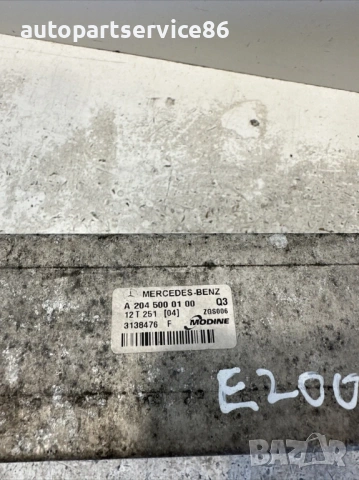 autopartservice86
MERCEDES-BENZ
A 204 500 01 00 Q3
12 T 251 [04] ZGS006
3138476 F MODINE
E200
BAZAR